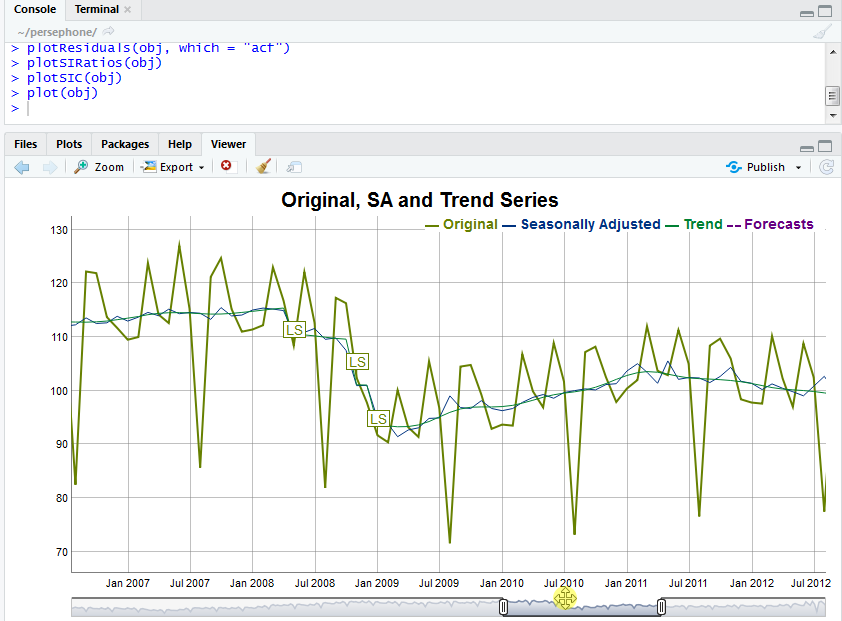 Console Terminal
~/persephone/
> plotResiduals(obj, which = "acf")
> plotSIRatios(obj)
> plotSIC(obj)
> plot(obj)
>
Files Plots Packages Help Viewer
Zoom Export Publish
Original, SA and Trend Series
Original Seasonally Adjusted Trend Forecasts
130
120
110
100
90
80
70
LS
LS
LS
Jan 2007 Jul 2007 Jan 2008 Jul 2008 Jan 2009 Jul 2009 Jan 2010 Jul 2010 Jan 2011 Jul 2011 Jan 2012 Jul 2012